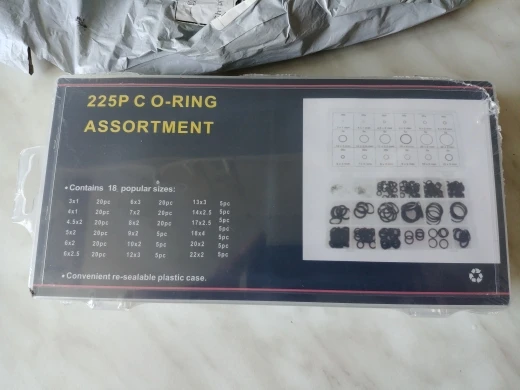 225P C O-RING
ASSORTMENT
• Contains 18 popular sizes:
3x1 20pc 6x3 20pc 13x3 5pc
4x1 20pc 7x2 20pc 14x2.5 5pc
4.5x2 20pc 8x2 20pc 17x2.5 5pc
5x2 20pc 9x2 5pc 18x4 5pc
6x2 20pc 10x2 5pc 20x2 5pc
6x2.5 20pc 12x3 5pc 22x2 5pc
• Convenient re-sealable plastic case.